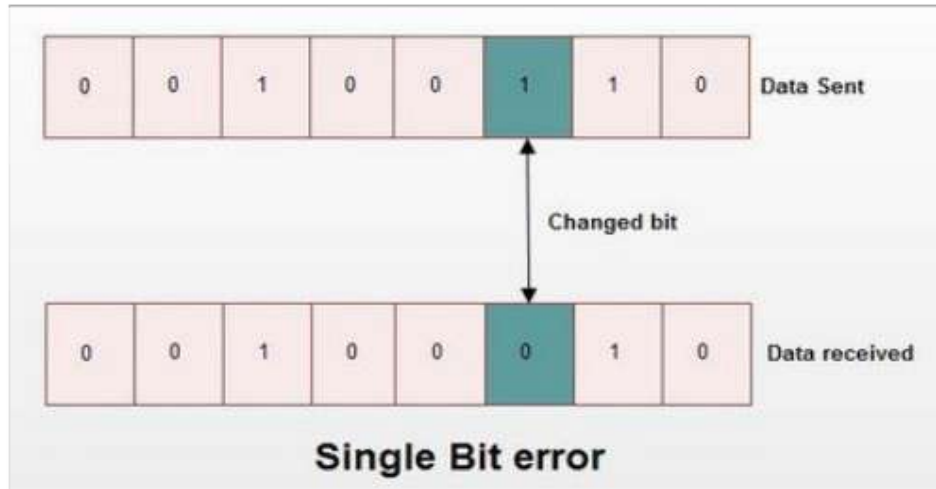 0 0 1 0 0 1 1 0 Data Sent
Changed bit
0 0 1 0 0 0 1 0 Data received
Single Bit error